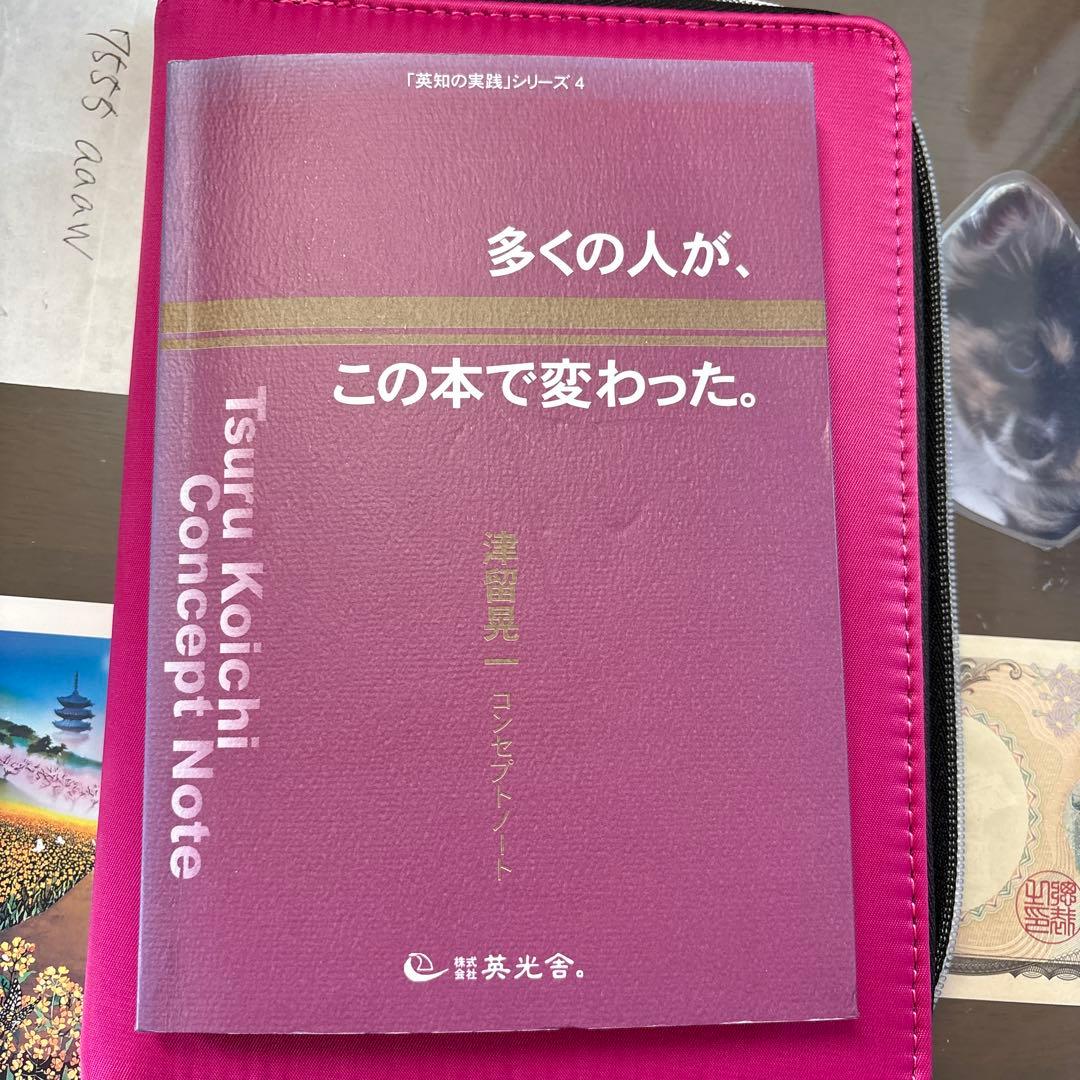 「英知の実践」シリーズ 4
多くの人が、
この本で変わった。
Tsuru Koichi
Concept Note
津留晃一 コンセプトノート
株式会社 英光舎。